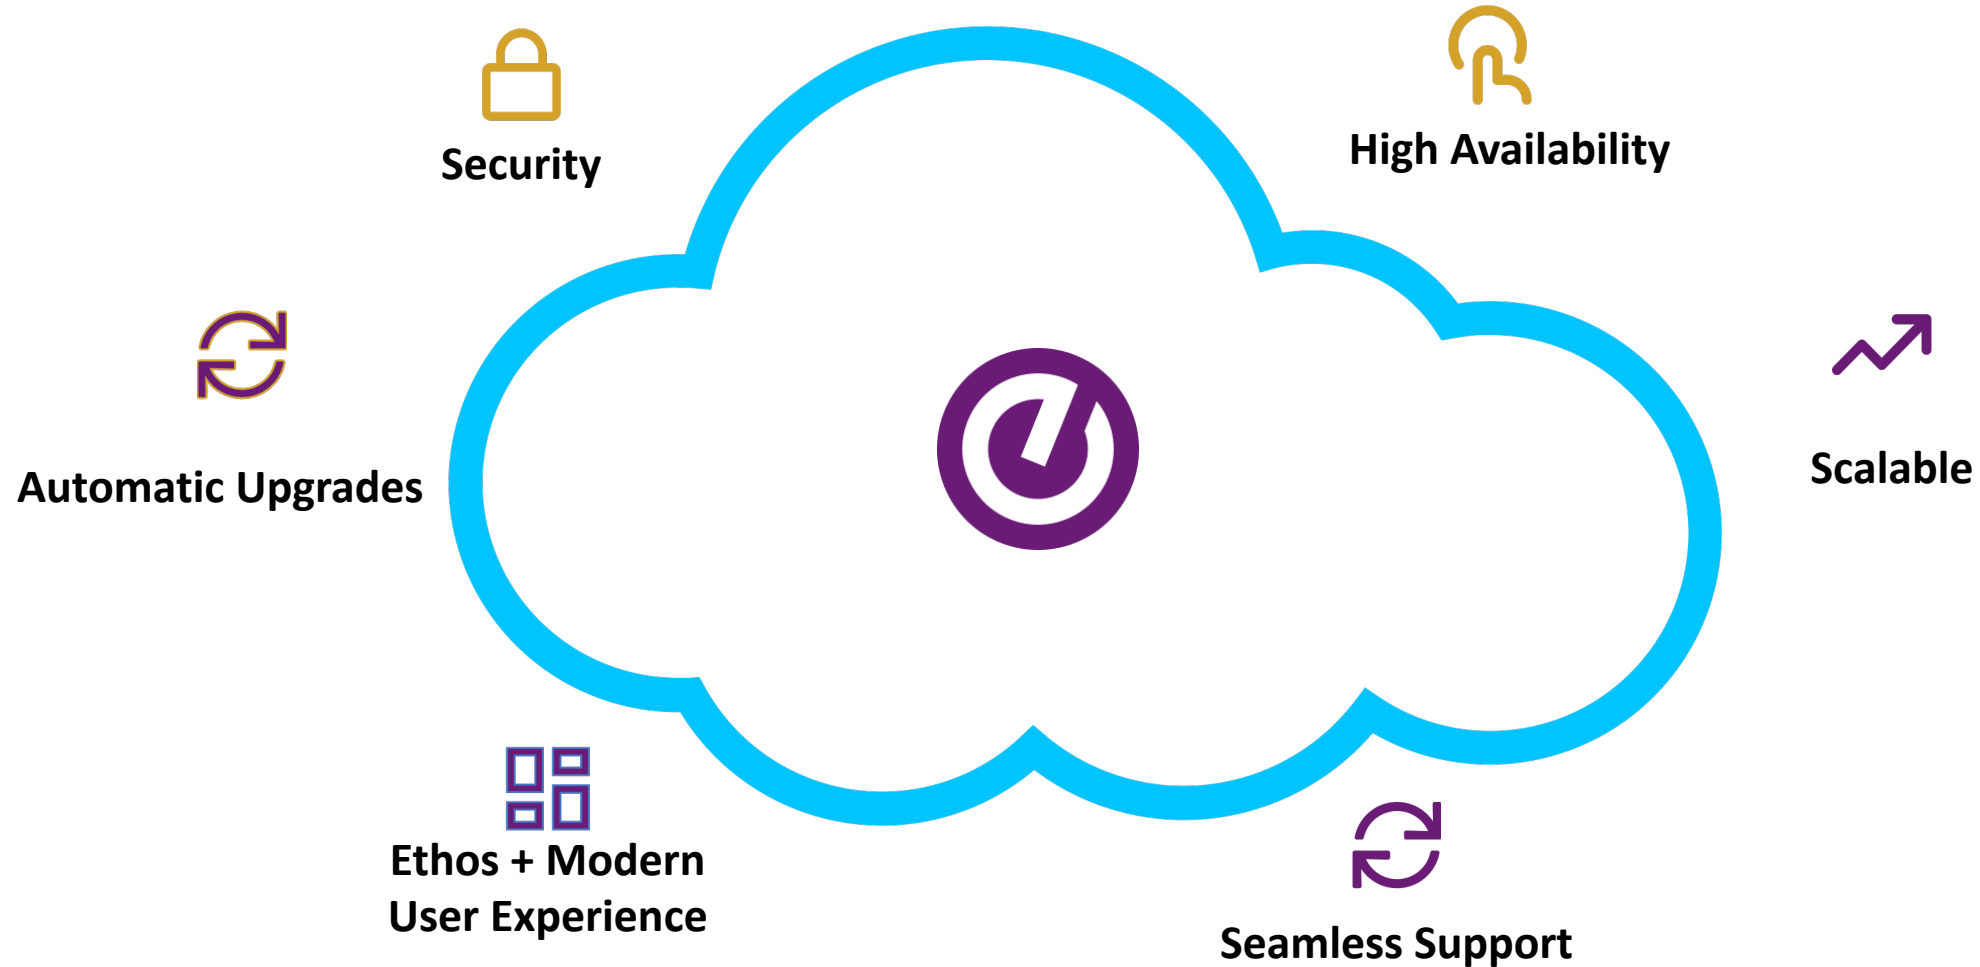 Security
High Availability
Automatic Upgrades
Scalable
Ethos + Modern
User Experience
Seamless Support